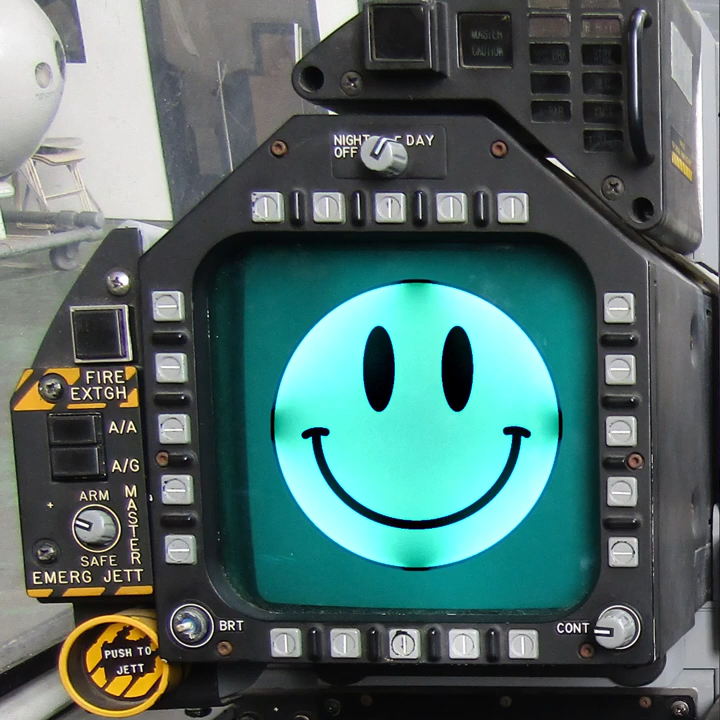 MASTER
CAUTION
NIGHT DAY
OFF
FIRE
EXTGH
A/A
A/G
ARM
MASTER
SAFE
EMERG JETT
BRT
CONT
PUSH TO
JETT